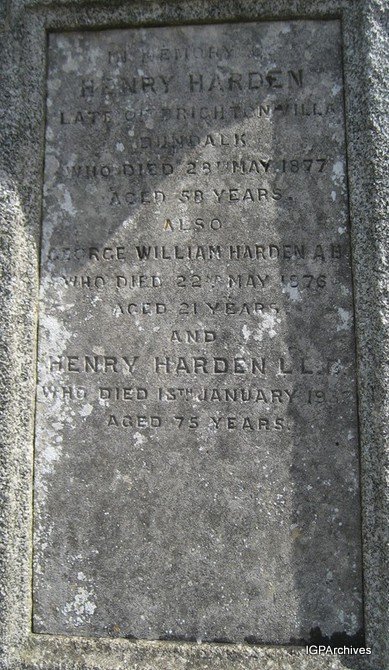 IN MEMORY
HENRY HARDEN
LATE OF BRIGHTON VILLA
DUNDALK
WHO DIED 28TH MAY 1877
AGED 58 YEARS.
ALSO
GEORGE WILLIAM HARDEN A.B
WHO DIED 22ND MAY 1876
AGED 21 YEARS.
AND
HENRY HARDEN
WHO DIED 15TH JANUARY
AGED 75 YEARS.
...IGPArchives